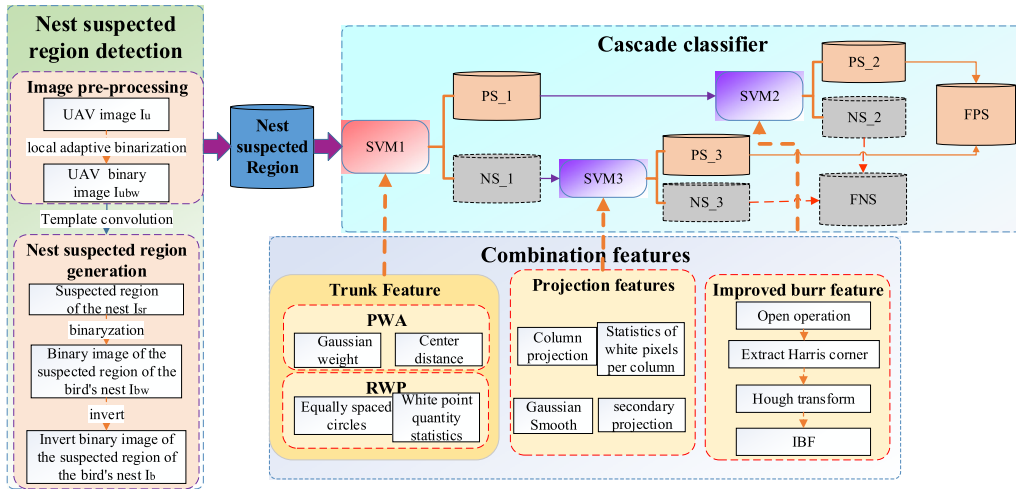 Nest suspected
region detection
Image pre-processing
UAV image Iu
local adaptive binarization
UAV binary
image Iubw
Template convolution
Nest suspected region
generation
Suspected region
of the nest Isr
binaryzation
Binary image of the
suspected region of the
bird's nest Ibw
invert
Invert binary image of
the suspected region of
the bird's nest Ib
Nest
suspected
Region
Cascade classifier
SVM1
PS_1
NS_1
SVM2
SVM3
PS_2
NS_2
PS_3
NS_3
FPS
FNS
Combination features
Trunk Feature
PWA
Gaussian
weight
Center
distance
RWP
Equally spaced
circles
White point
quantity
statistics
Projection features
Column
projection
Statistics of
white pixels
per column
Gaussian
Smooth
secondary
projection
Improved burr feature
Open operation
Extract Harris corner
Hough transform
IBF